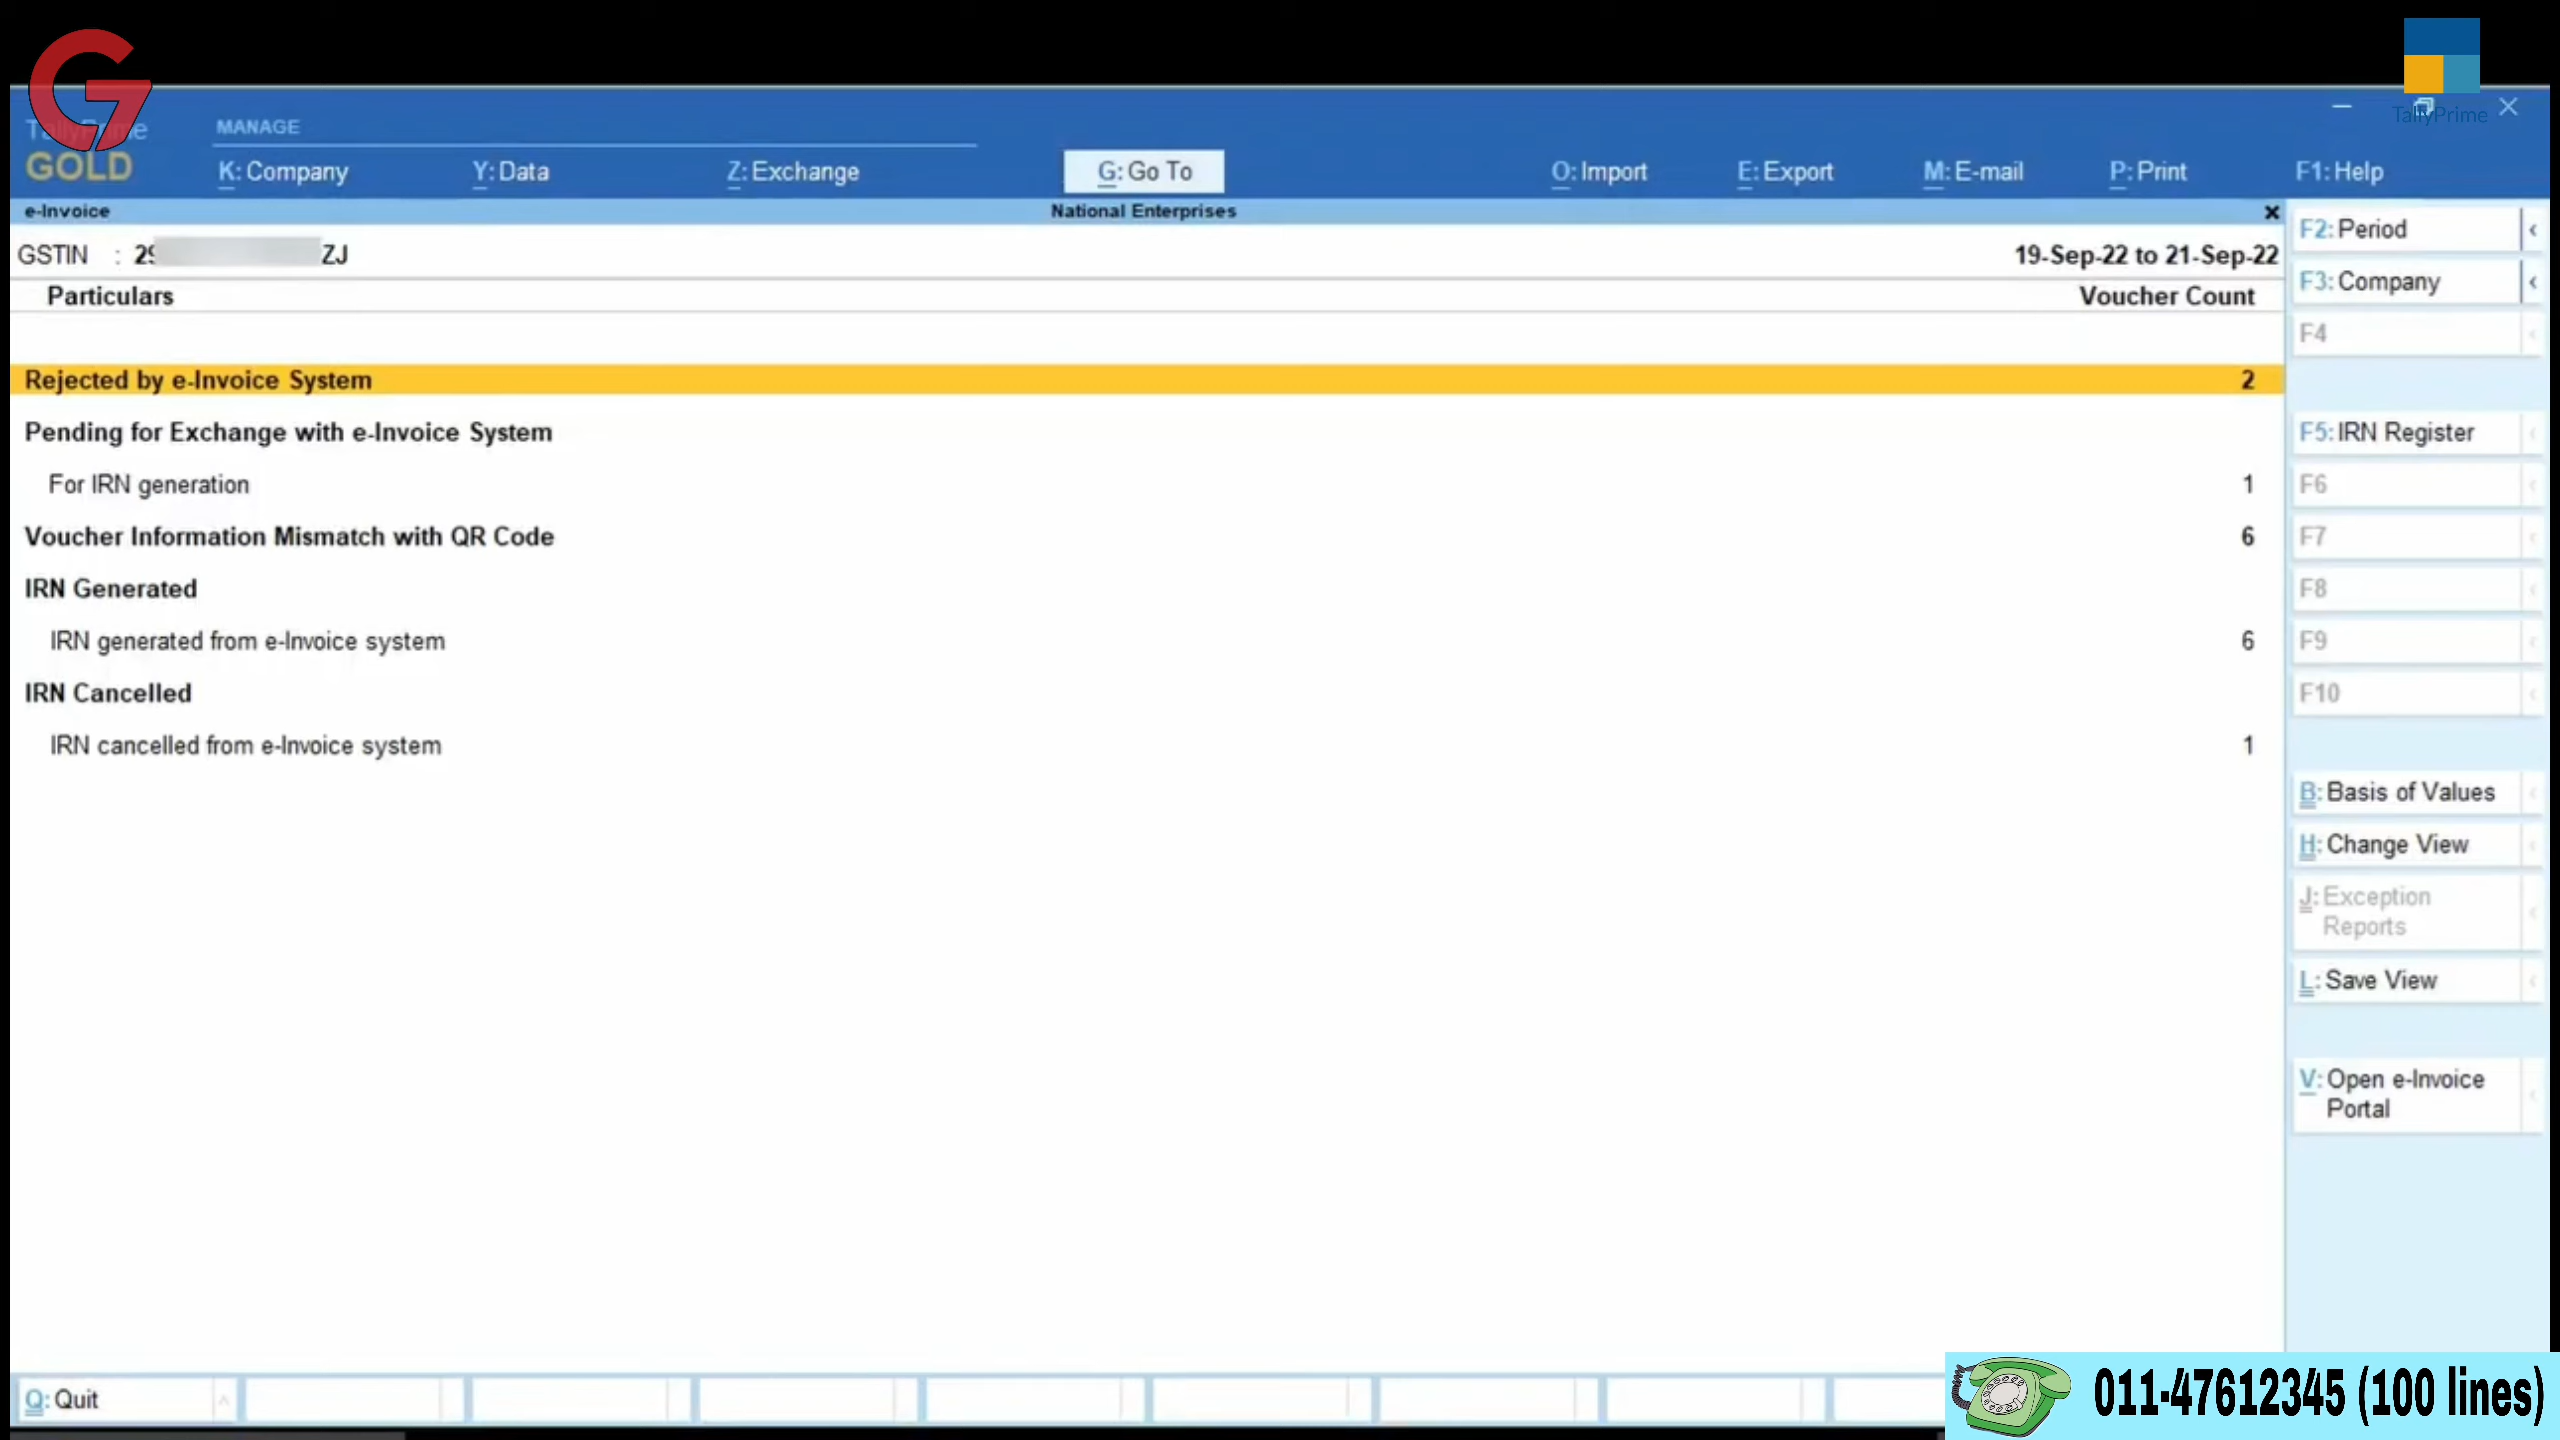 TallyPrime
MANAGE
GOLD
K: Company
Y: Data
Z: Exchange
G: Go To
O: Import
E: Export
M: E-mail
P: Print
F1: Help
TallyPrime
e-Invoice
National Enterprises
GSTIN : 29 ZJ
19-Sep-22 to 21-Sep-22
Particulars
Voucher Count
Rejected by e-Invoice System 2
Pending for Exchange with e-Invoice System
For IRN generation 1
Voucher Information Mismatch with QR Code 6
IRN Generated
IRN generated from e-Invoice system 6
IRN Cancelled
IRN cancelled from e-Invoice system 1
F2: Period
F3: Company
F4
F5: IRN Register
F6
F7
F8
F9
F10
B: Basis of Values
H: Change View
J: Exception
Reports
L: Save View
V: Open e-Invoice
Portal
Q: Quit
011-47612345 (100 lines)